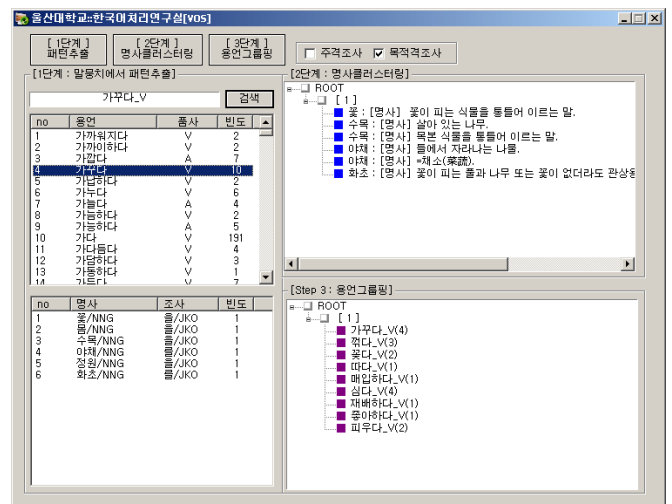 울산대학교::한국어처리연구실[VOS]
[ 1단계 ] 패턴추출
[ 2단계 ] 명사클러스터링
[ 3단계 ] 용언그룹핑
주격조사 목적격조사
[1단계 : 말뭉치에서 패턴추출]
가꾸다_V 검색
no 용언 품사 빈도
1 가까워지다 V 2
2 가까이하다 V 2
3 가깝다 A 7
4 가꾸다 V 10
5 가납하다 V 2
6 가누다 V 6
7 가늘다 A 4
8 가늠하다 V 2
9 가능하다 A 5
10 가다 V 191
11 가다듬다 V 4
12 가담하다 V 3
13 가동하다 V 1
14 가두다 V 7
no 명사 조사 빈도
1 꽃/NNG 을/JKO 1
2 몸/NNG 을/JKO 1
3 수목/NNG 을/JKO 1
4 야채/NNG 를/JKO 1
5 정원/NNG 을/JKO 1
6 화초/NNG 를/JKO 1
[2단계 : 명사클러스터링]
ROOT
[ 1 ]
꽃 : [명사] 꽃이 피는 식물을 통틀어 이르는 말.
수목 : [명사] 살아 있는 나무.
수목 : [명사] 목본 식물을 통틀어 이르는 말.
야채 : [명사] 들에서 자라나는 나물.
야채 : [명사] =채소(菜蔬).
화초 : [명사] 꽃이 피는 풀과 나무 또는 꽃이 없더라도 관상용
[Step 3 : 용언그룹핑]
ROOT
[ 1 ]
가꾸다_V(4)
꺾다_V(3)
꽂다_V(2)
따다_V(1)
매입하다_V(1)
심다_V(4)
재배하다_V(1)
좋아하다_V(1)
피우다_V(2)